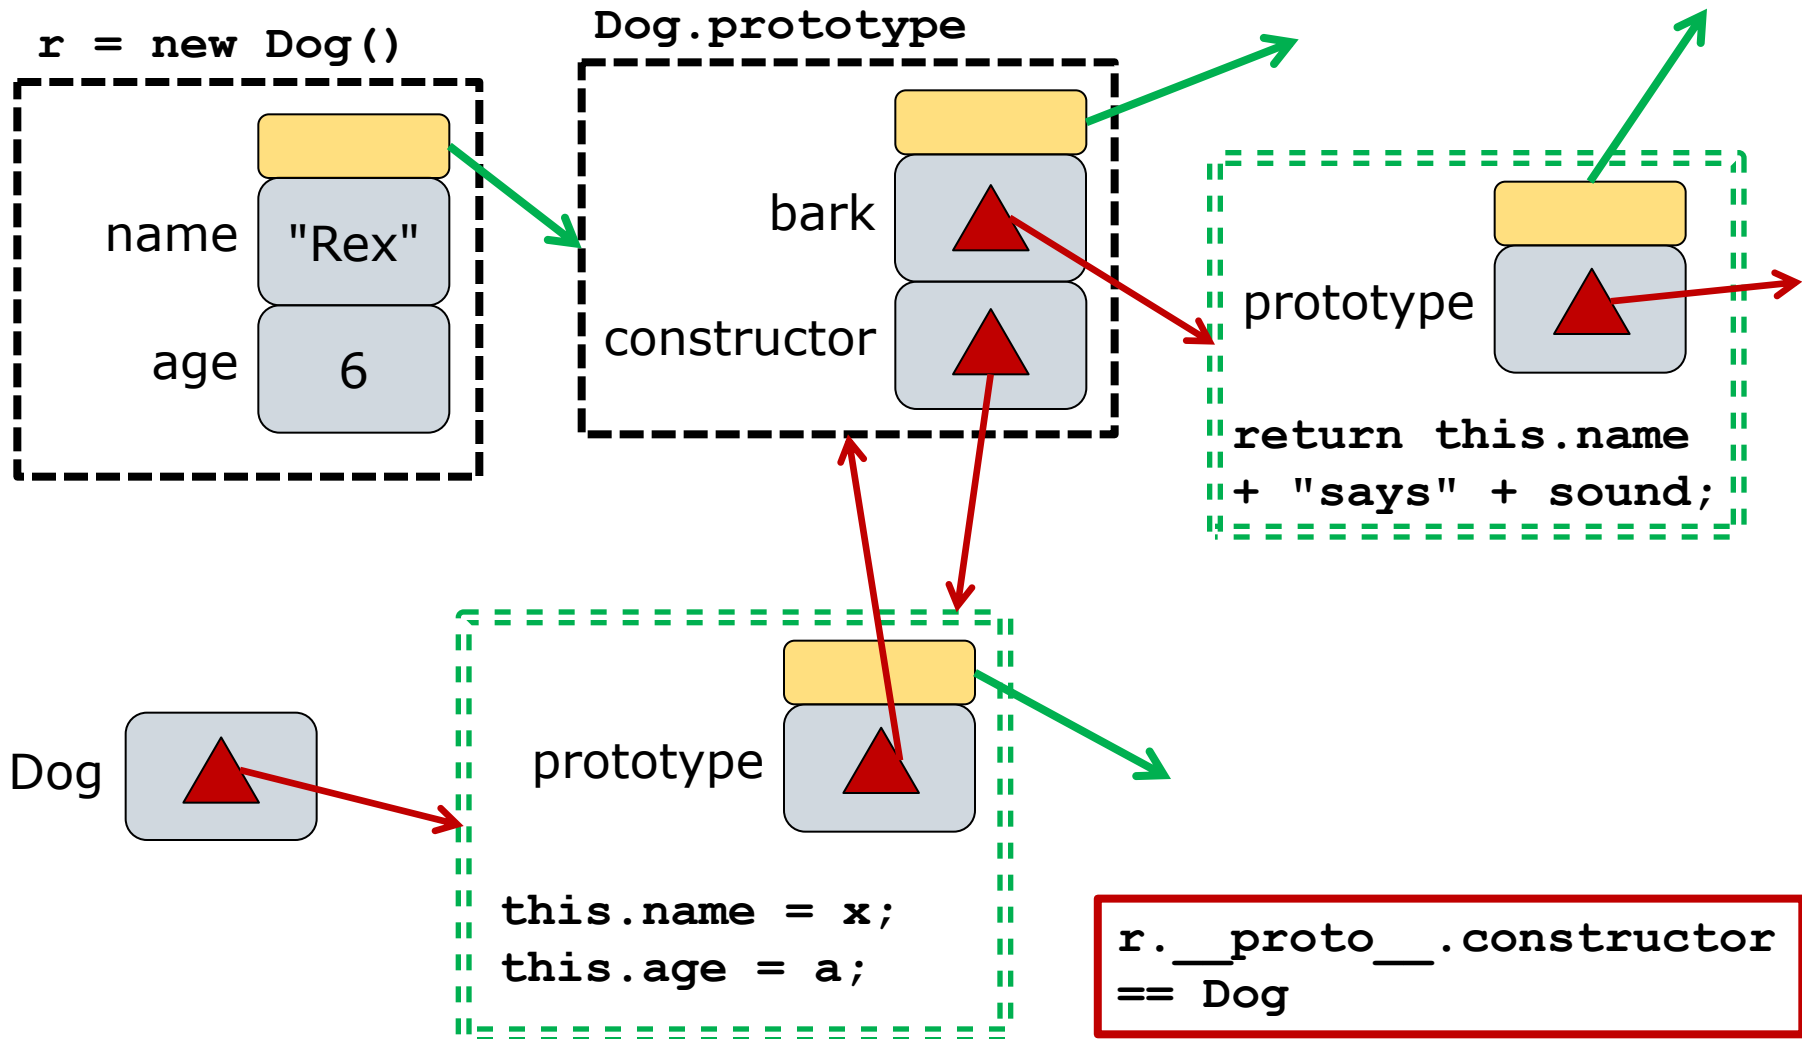 r = new Dog()
name
"Rex"
age
6
Dog.prototype
bark
constructor
prototype
return this.name
+ "says" + sound;
Dog
prototype
this.name = x;
this.age = a;
r.__proto__.constructor
== Dog